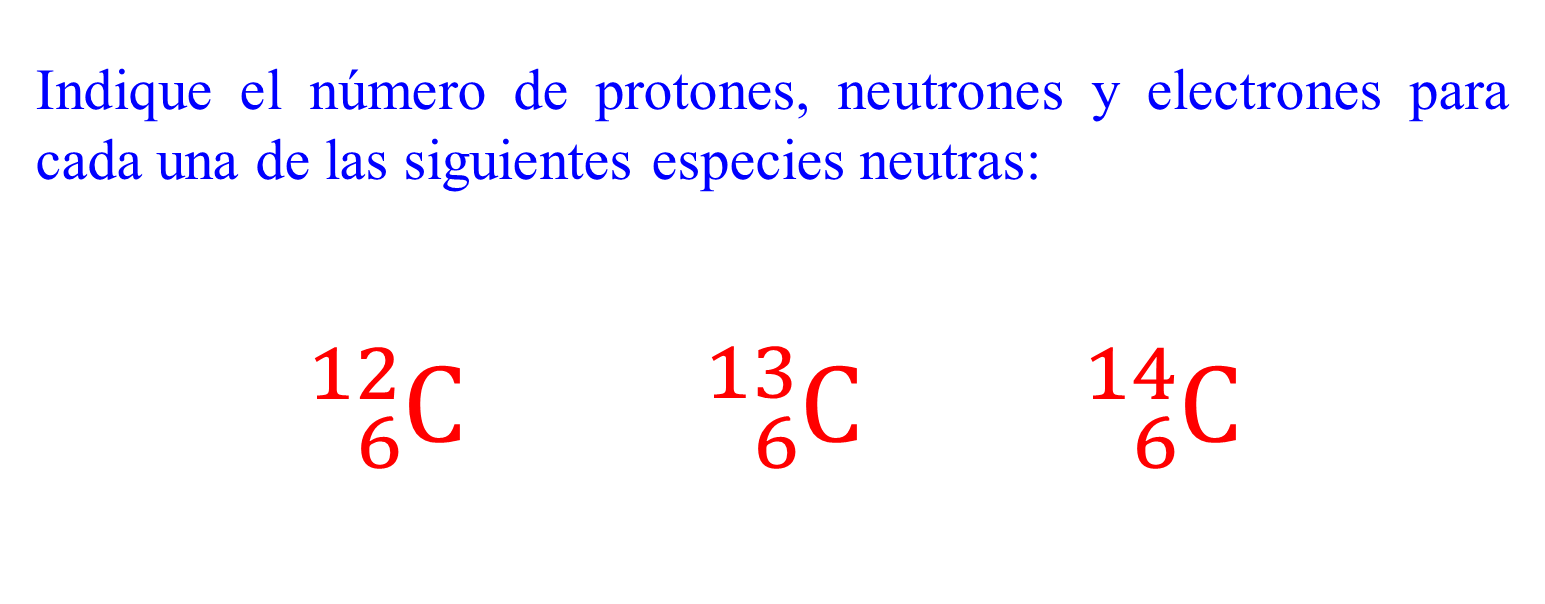 Indique el número de protones, neutrones y electrones para
cada una de las siguientes especies neutras:
¹²₆C ¹³₆C ¹⁴₆C